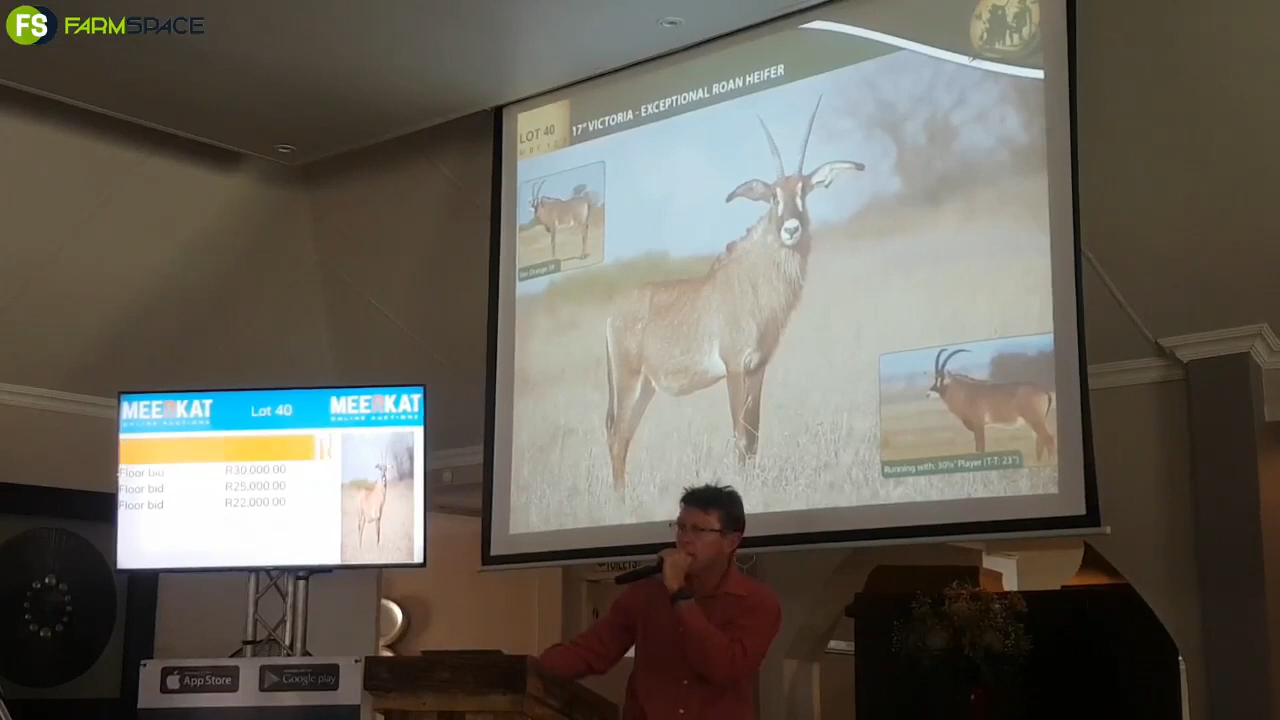 FS FARMSPACE
LOT 40
17" VICTORIA - EXCEPTIONAL ROAN HEIFER
Running with: 30⅜" Player (T-T: 23")
MEERKAT
ONLINE AUCTIONS
Lot 40
MEERKAT
ONLINE AUCTIONS
Floor bid R30,000.00
Floor bid R25,000.00
Floor bid R22,000.00
TOILETS
App Store
Google play